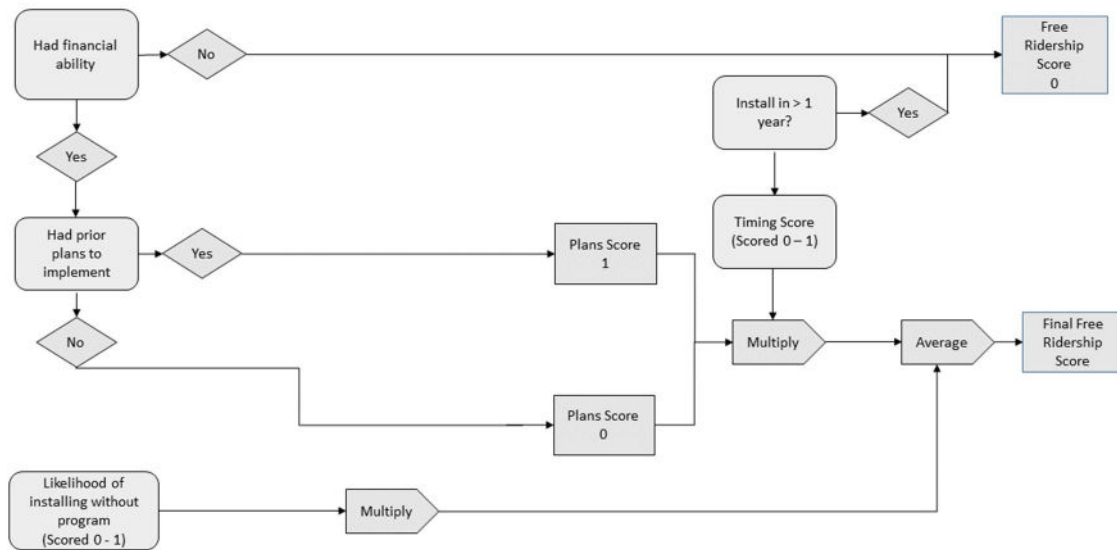 Had financial
ability
No
Free
Ridership
Score
0
Install in > 1
year?
Yes
Yes
Timing Score
(Scored 0 – 1)
Had prior
plans to
implement
Yes
Plans Score
1
No
Multiply
Average
Final Free
Ridership
Score
Plans Score
0
Likelihood of
installing without
program
(Scored 0 - 1)
Multiply